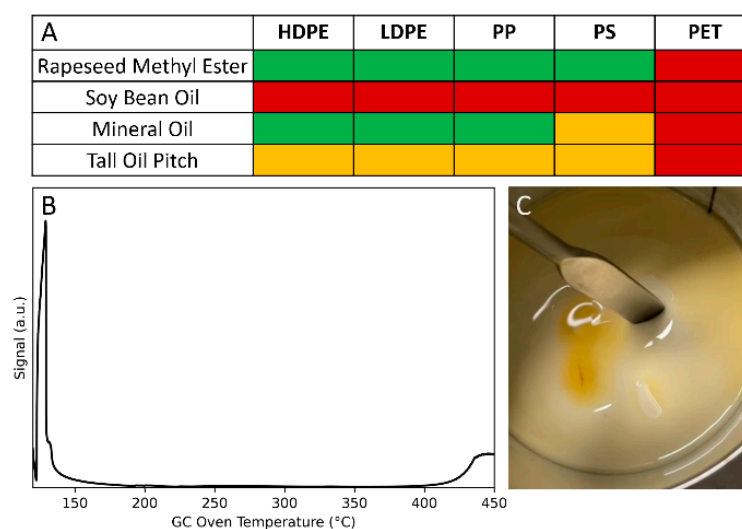 A HDPE LDPE PP PS PET
Rapeseed Methyl Ester
Soy Bean Oil
Mineral Oil
Tall Oil Pitch
B
Signal (a.u.)
150 200 250 300 350 400 450
GC Oven Temperature (°C)
C